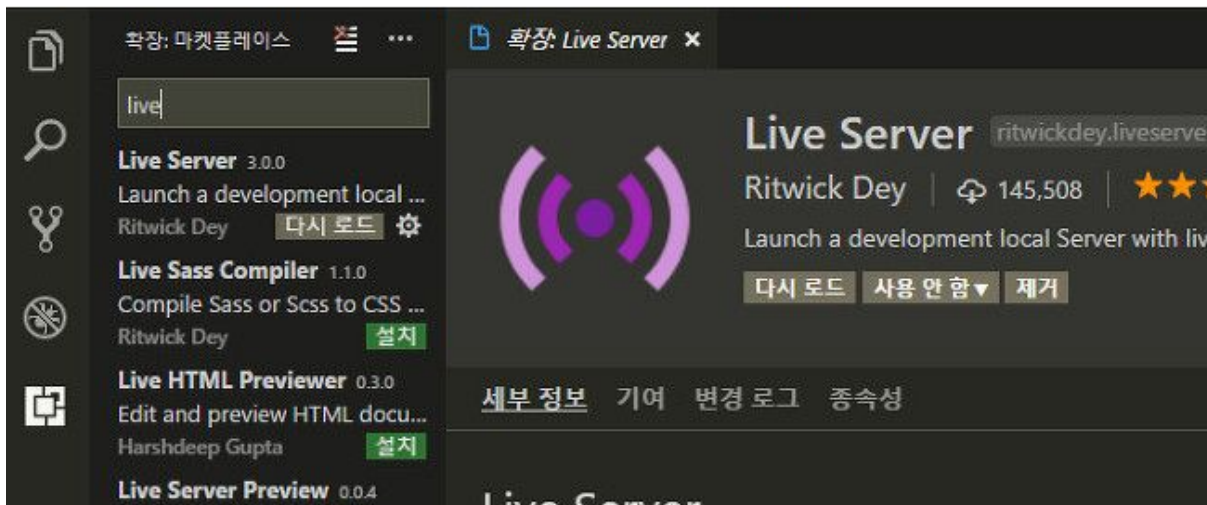 확장: 마켓플레이스
live
Live Server 3.0.0
Launch a development local ...
Ritwick Dey 다시 로드
Live Sass Compiler 1.1.0
Compile Sass or Scss to CSS ...
Ritwick Dey 설치
Live HTML Previewer 0.3.0
Edit and preview HTML docu...
Harshdeep Gupta 설치
Live Server Preview 0.0.4
확장: Live Server
Live Server ritwickdey.liveserve
Ritwick Dey 145,508
Launch a development local Server with liv
다시 로드 사용 안 함 제거
세부 정보 기여 변경 로그 종속성
Live Server